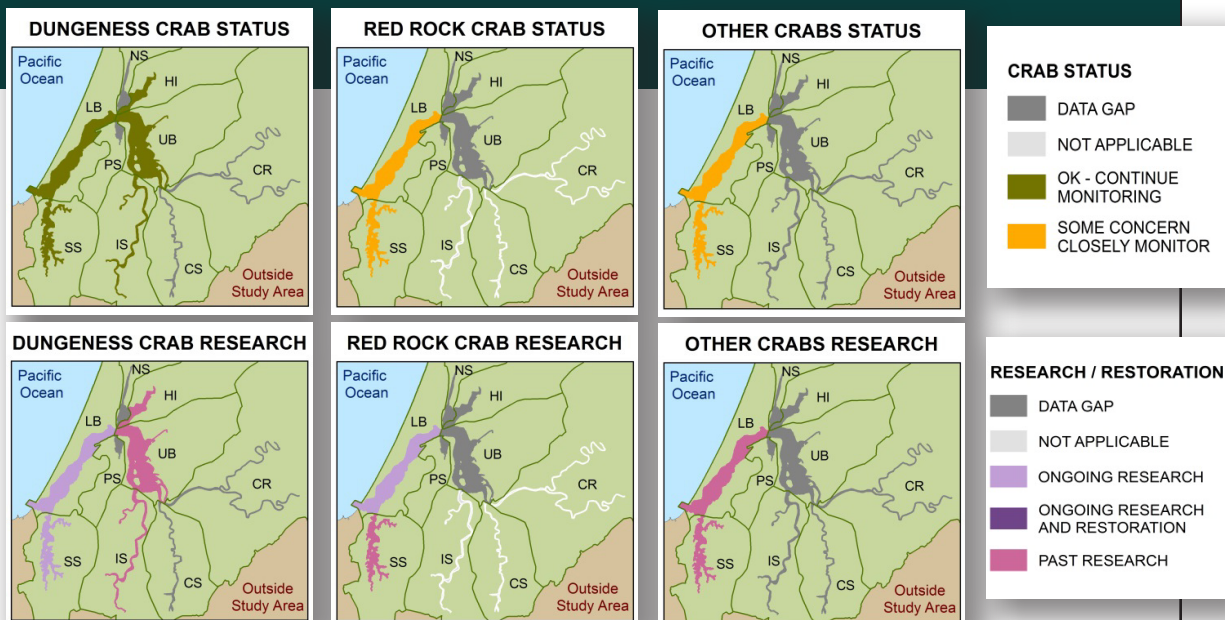 DUNGENESS CRAB STATUS
Pacific
Ocean
NS
HI
LB
UB
PS
CR
SS
IS
CS
Outside
Study Area
RED ROCK CRAB STATUS
Pacific
Ocean
NS
HI
LB
UB
PS
CR
SS
IS
CS
Outside
Study Area
OTHER CRABS STATUS
Pacific
Ocean
NS
HI
LB
UB
PS
CR
SS
IS
CS
Outside
Study Area
CRAB STATUS
DATA GAP
NOT APPLICABLE
OK - CONTINUE
MONITORING
SOME CONCERN
CLOSELY MONITOR
DUNGENESS CRAB RESEARCH
Pacific
Ocean
NS
HI
LB
UB
PS
CR
SS
IS
CS
Outside
Study Area
RED ROCK CRAB RESEARCH
Pacific
Ocean
NS
HI
LB
UB
PS
CR
SS
IS
CS
Outside
Study Area
OTHER CRABS RESEARCH
Pacific
Ocean
NS
HI
LB
UB
PS
CR
SS
IS
CS
Outside
Study Area
RESEARCH / RESTORATION
DATA GAP
NOT APPLICABLE
ONGOING RESEARCH
ONGOING RESEARCH
AND RESTORATION
PAST RESEARCH